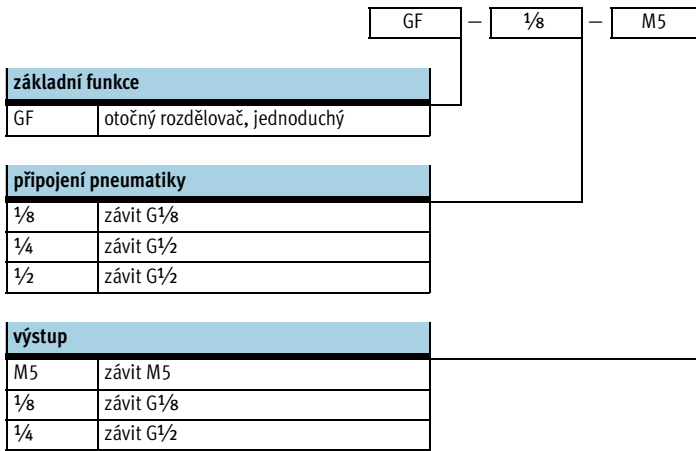 GF – ⅛ – M5
základní funkce
GF otočný rozdělovač, jednoduchý
připojení pneumatiky
⅛ závit G⅛
¼ závit G½
½ závit G½
výstup
M5 závit M5
⅛ závit G⅛
¼ závit G½